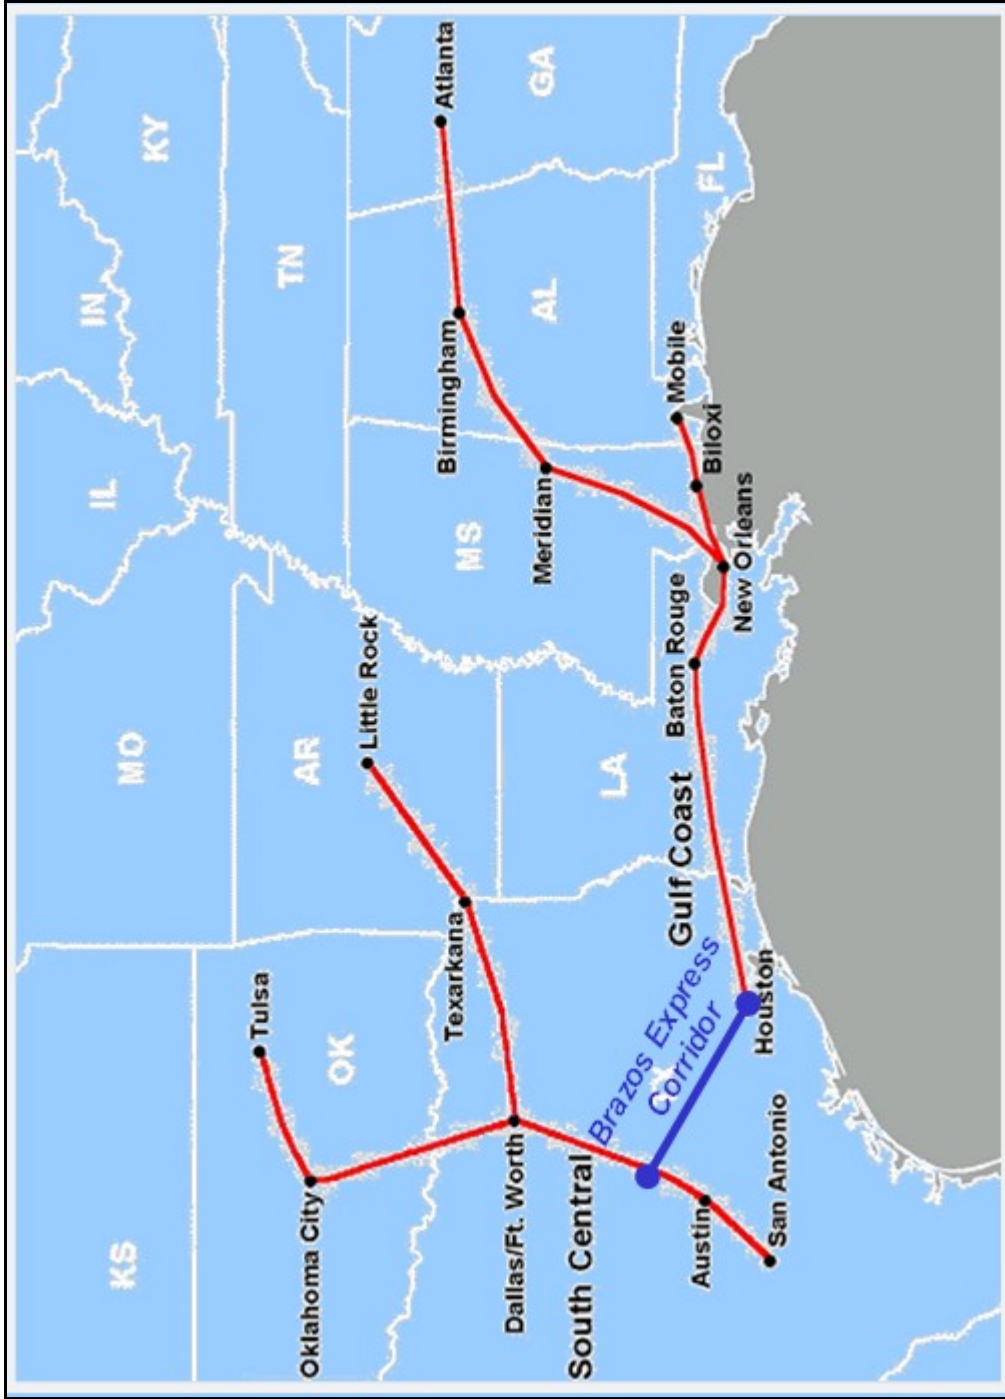 KS
MO
IL
IN
KY
TN
OK
AR
MS
AL
GA
LA
FL
Tulsa
Oklahoma City
Little Rock
Texarkana
Dallas/Ft. Worth
South Central
Austin
San Antonio
Brazos Express
Corridor
Houston
Gulf Coast
Baton Rouge
New Orleans
Biloxi
Mobile
Meridian
Birmingham
Atlanta